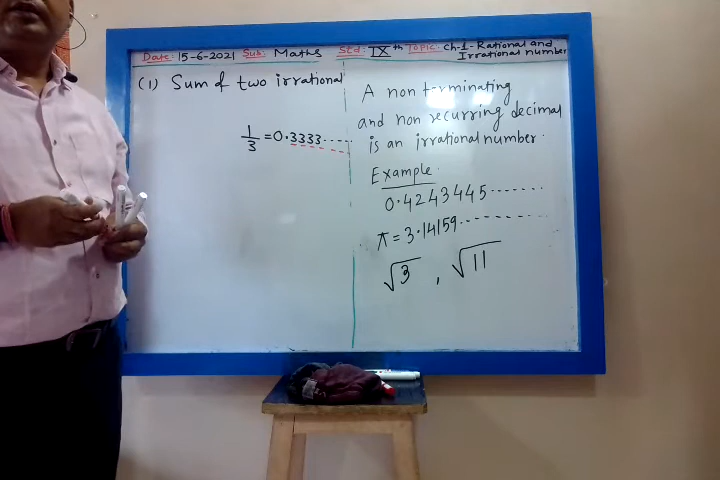 Date: 15-6-2021 Sub: Maths Std: IXth Topic: Ch-1- Rational and Irrational number
(1) Sum of two irrational
1/3 = 0.3333.....
A non terminating
and non recurring decimal
is an irrational number.
Example.
0.4243445.......
π = 3.14159..........
√3 , √11